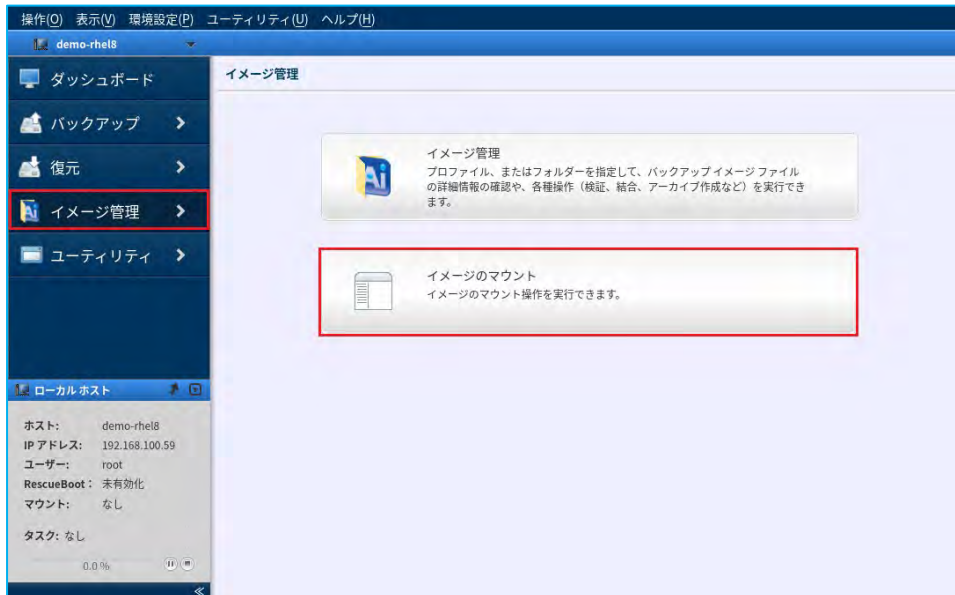 操作(O) 表示(V) 環境設定(P) ユーティリティ(U) ヘルプ(H)
demo-rhel8
ダッシュボード
バックアップ
復元
イメージ管理
ユーティリティ
イメージ管理
イメージ管理
プロファイル、またはフォルダーを指定して、バックアップ イメージ ファイル
の詳細情報の確認や、各種操作（検証、結合、アーカイブ作成など）を実行でき
ます。
イメージのマウント
イメージのマウント操作を実行できます。
ローカル ホスト
ホスト: demo-rhel8
IP アドレス: 192.168.100.59
ユーザー: root
RescueBoot： 未有効化
マウント: なし
タスク: なし
0.0 %